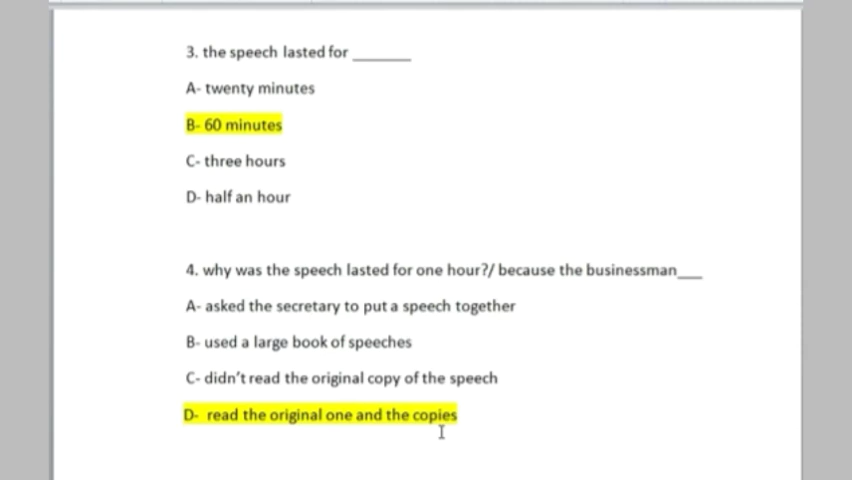 3. the speech lasted for _______
A- twenty minutes
B- 60 minutes
C- three hours
D- half an hour
4. why was the speech lasted for one hour?/ because the businessman___
A- asked the secretary to put a speech together
B- used a large book of speeches
C- didn't read the original copy of the speech
D- read the original one and the copies